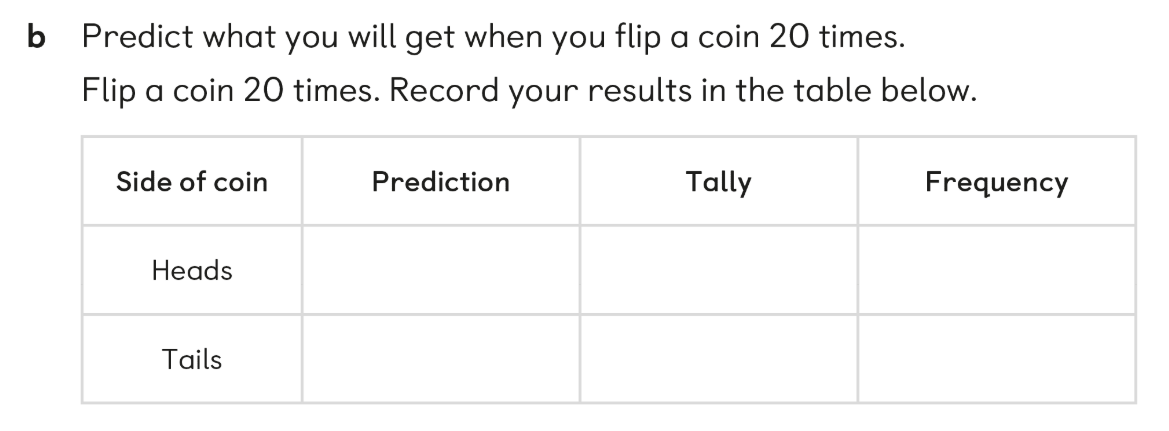 b Predict what you will get when you flip a coin 20 times.
Flip a coin 20 times. Record your results in the table below.
Side of coin Prediction Tally Frequency
Heads
Tails